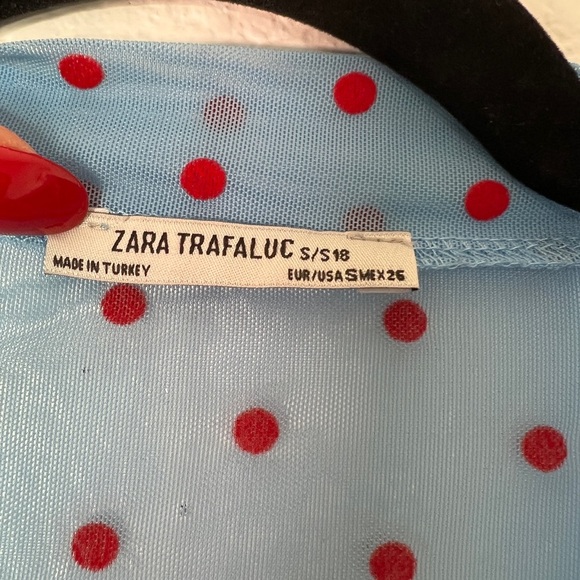 ZARA TRAFALUC S/S18
MADE IN TURKEY EUR/USA S MEX 26